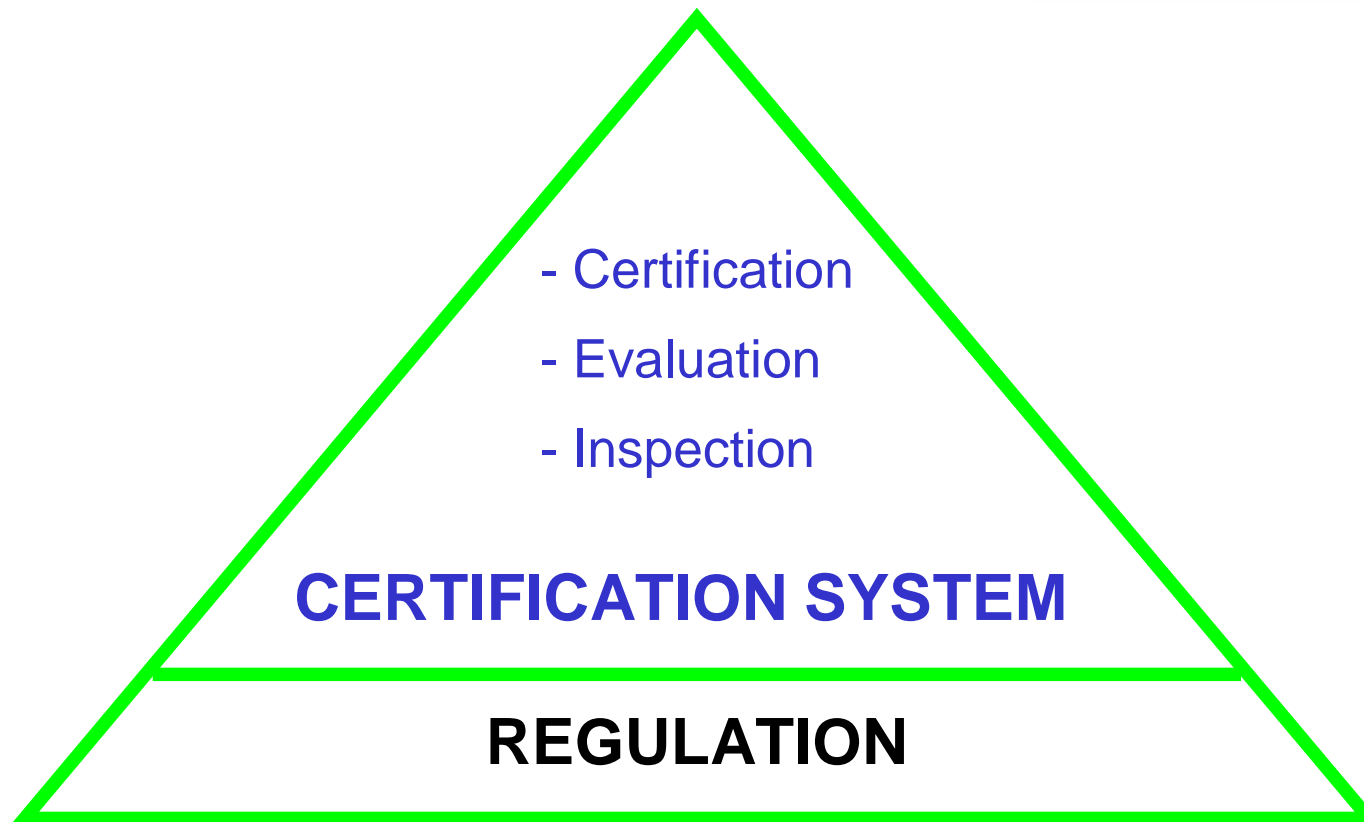 - Certification
- Evaluation
- Inspection
CERTIFICATION SYSTEM
REGULATION